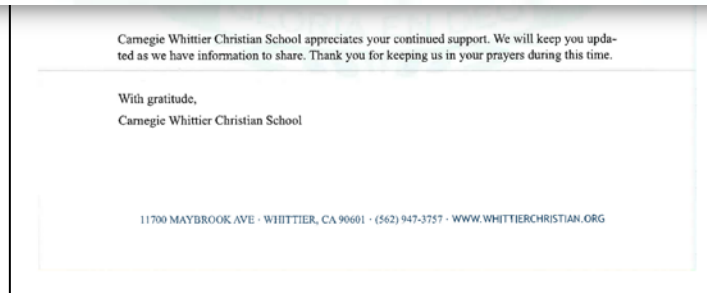 Carnegie Whittier Christian School appreciates your continued support. We will keep you upda-
ted as we have information to share. Thank you for keeping us in your prayers during this time.
With gratitude,
Carnegie Whittier Christian School
11700 MAYBROOK AVE · WHITTIER, CA 90601 · (562) 947-3757 · WWW.WHITTIERCHRISTIAN.ORG